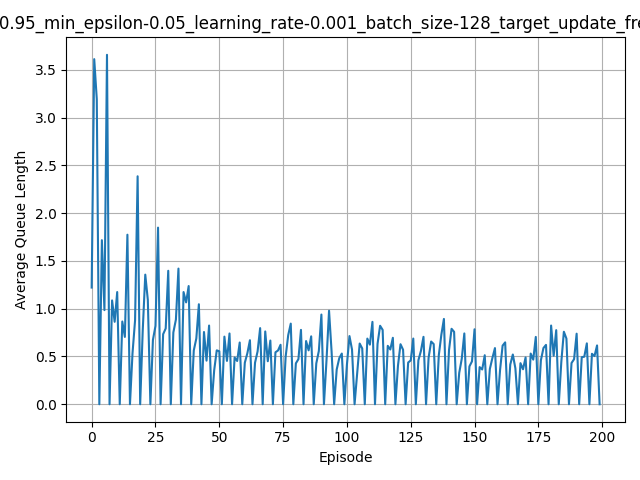 0.95_min_epsilon-0.05_learning_rate-0.001_batch_size-128_target_update_fre
3.5
3.0
2.5
2.0
1.5
1.0
0.5
0.0
Average Queue Length
0 25 50 75 100 125 150 175 200
Episode